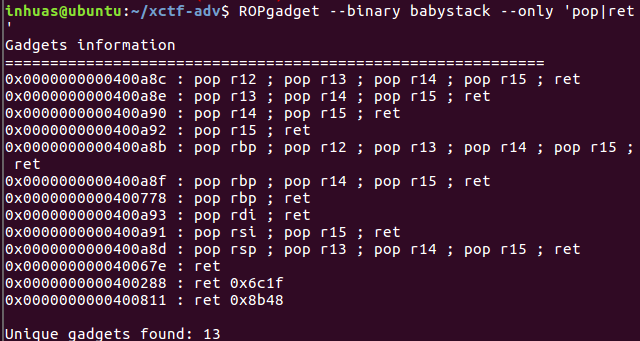 inhuas@ubuntu:~/xctf-adv$ ROPgadget --binary babystack --only 'pop|ret
'
Gadgets information
============================================================
0x0000000000400a8c : pop r12 ; pop r13 ; pop r14 ; pop r15 ; ret
0x0000000000400a8e : pop r13 ; pop r14 ; pop r15 ; ret
0x0000000000400a90 : pop r14 ; pop r15 ; ret
0x0000000000400a92 : pop r15 ; ret
0x0000000000400a8b : pop rbp ; pop r12 ; pop r13 ; pop r14 ; pop r15 ;
 ret
0x0000000000400a8f : pop rbp ; pop r14 ; pop r15 ; ret
0x0000000000400778 : pop rbp ; ret
0x0000000000400a93 : pop rdi ; ret
0x0000000000400a91 : pop rsi ; pop r15 ; ret
0x0000000000400a8d : pop rsp ; pop r13 ; pop r14 ; pop r15 ; ret
0x000000000040067e : ret
0x0000000000400288 : ret 0x6c1f
0x0000000000400811 : ret 0x8b48

Unique gadgets found: 13